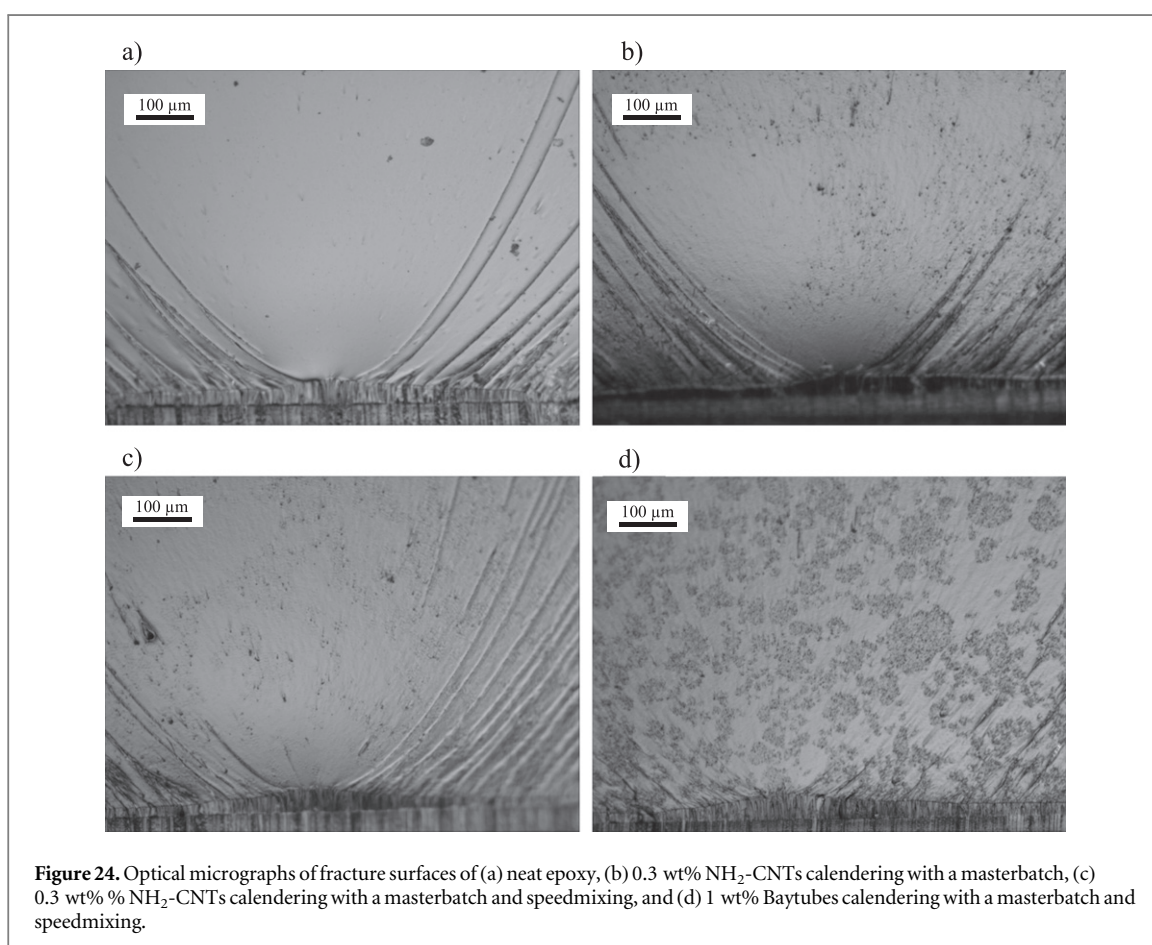 a)
b)
100 µm
100 µm
c)
d)
100 µm
100 µm
Figure 24. Optical micrographs of fracture surfaces of (a) neat epoxy, (b) 0.3 wt% NH₂-CNTs calendering with a masterbatch, (c)
0.3 wt% % NH₂-CNTs calendering with a masterbatch and speedmixing, and (d) 1 wt% Baytubes calendering with a masterbatch and
speedmixing.